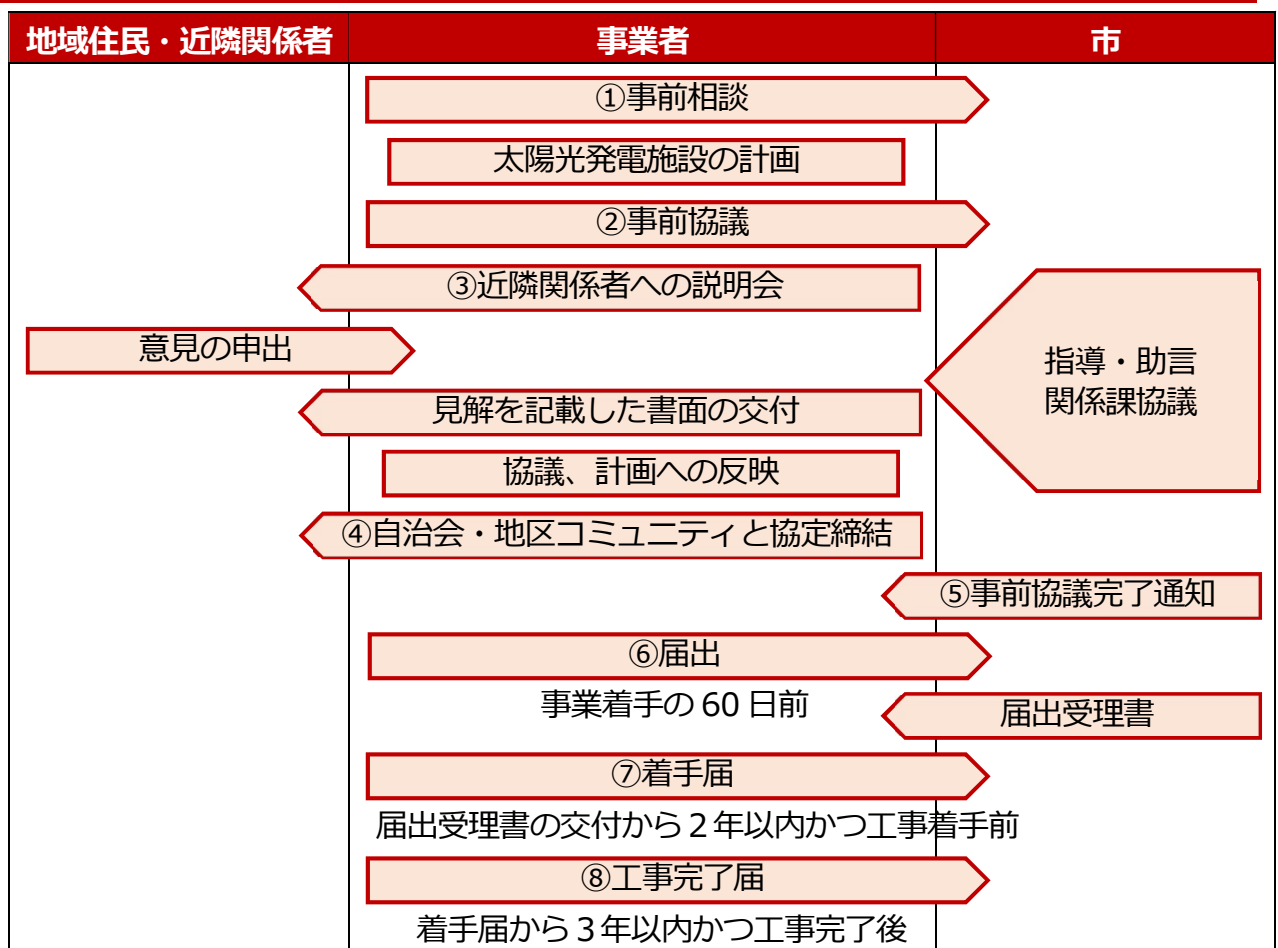 地域住民・近隣関係者
事業者
市
①事前相談
太陽光発電施設の計画
②事前協議
③近隣関係者への説明会
意見の申出
指導・助言
関係課協議
見解を記載した書面の交付
協議、計画への反映
④自治会・地区コミュニティと協定締結
⑤事前協議完了通知
⑥届出
事業着手の 60 日前
届出受理書
⑦着手届
届出受理書の交付から２年以内かつ工事着手前
⑧工事完了届
着手届から３年以内かつ工事完了後